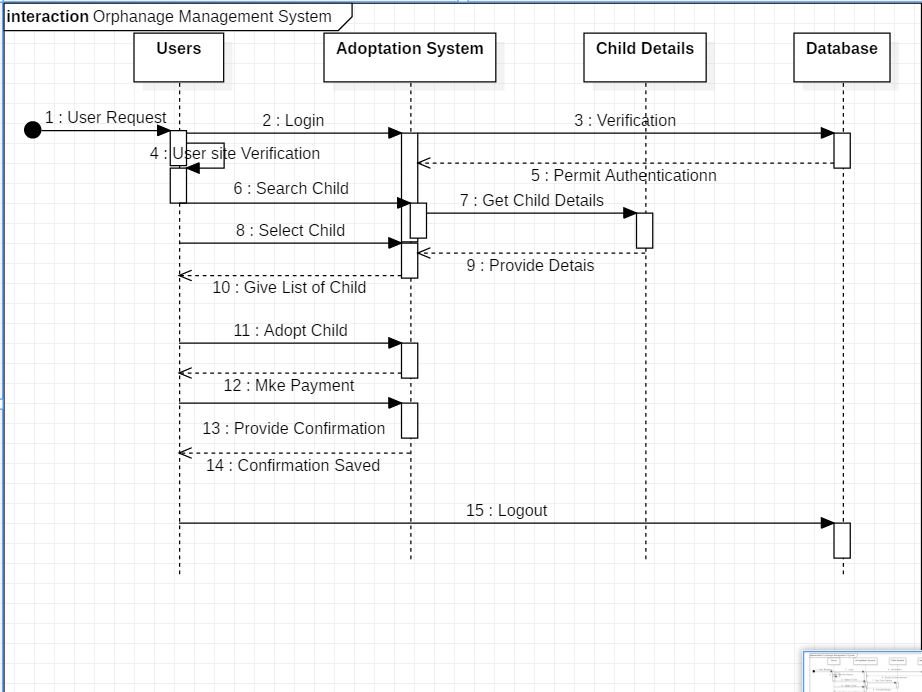 interaction Orphanage Management System
Users
Adoptation System
Child Details
Database
1 : User Request
2 : Login
3 : Verification
4 : User site Verification
5 : Permit Authenticationn
6 : Search Child
7 : Get Child Details
8 : Select Child
9 : Provide Detais
10 : Give List of Child
11 : Adopt Child
12 : Mke Payment
13 : Provide Confirmation
14 : Confirmation Saved
15 : Logout